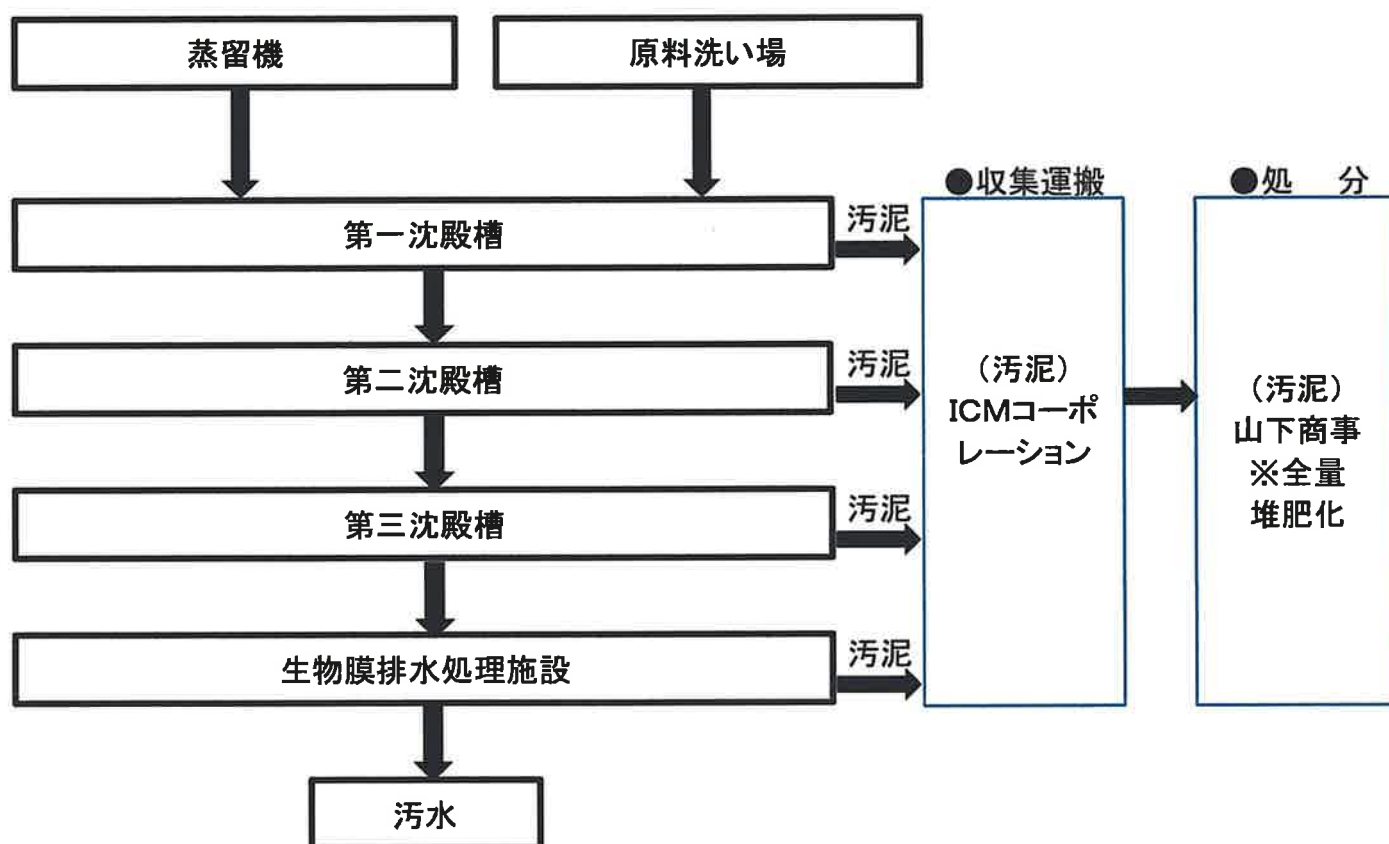 蒸留機
原料洗い場
●収集運搬
●処　分
第一沈殿槽
汚泥
第二沈殿槽
汚泥
（汚泥）
ICMコーポ
レーション
（汚泥）
山下商事
※全量
堆肥化
第三沈殿槽
汚泥
生物膜排水処理施設
汚泥
汚水